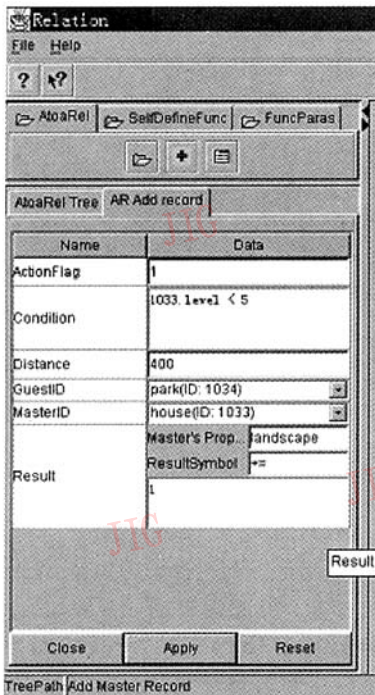 Relation
File Help
? ?
AtoaRel SelfDefineFunc FuncParas
AtoaRel Tree AR Add record
Name Data
ActionFlag 1
Condition 1033.level < 5
Distance 400
GuestID park(ID: 1034)
MasterID house(ID: 1033)
Master's Prop... landscape
ResultSymbol +=
Result
1
Result
Close Apply Reset
TreePath Add Master Record
JIG
JIG
JIG